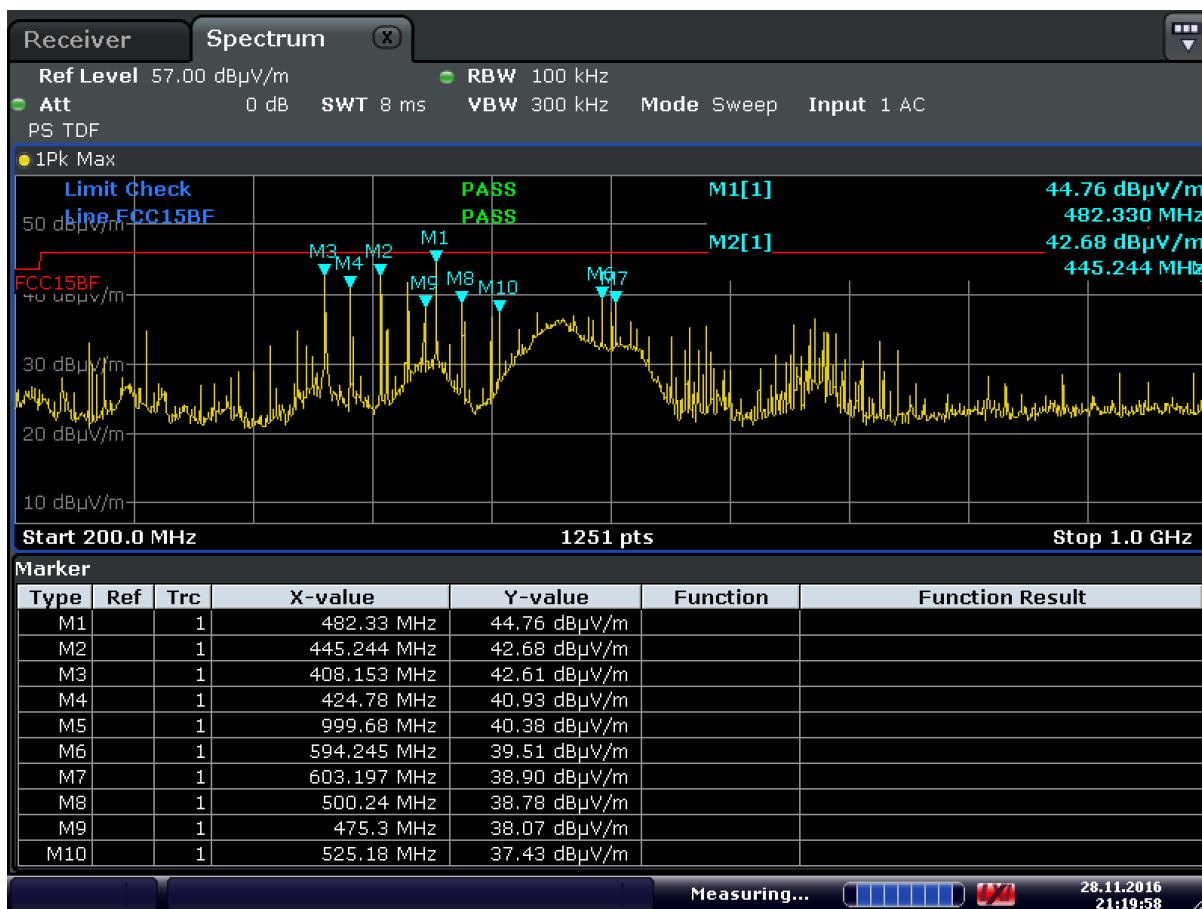 Receiver Spectrum X
Ref Level 57.00 dBµV/m RBW 100 kHz
Att 0 dB SWT 8 ms VBW 300 kHz Mode Sweep Input 1 AC
PS TDF
1Pk Max
Limit Check PASS M1[1] 44.76 dBµV/m
Line FCC15BF PASS 482.330 MHz
50 dBµV/m
M2[1] 42.68 dBµV/m
445.244 MHz
M3 M4 M2 M1 M9 M8 M10 M6 M7
FCC15BF
40 dBµV/m
30 dBµV/m
20 dBµV/m
10 dBµV/m
Start 200.0 MHz 1251 pts Stop 1.0 GHz
Marker
Type Ref Trc X-value Y-value Function Function Result
M1 1 482.33 MHz 44.76 dBµV/m
M2 1 445.244 MHz 42.68 dBµV/m
M3 1 408.153 MHz 42.61 dBµV/m
M4 1 424.78 MHz 40.93 dBµV/m
M5 1 999.68 MHz 40.38 dBµV/m
M6 1 594.245 MHz 39.51 dBµV/m
M7 1 603.197 MHz 38.90 dBµV/m
M8 1 500.24 MHz 38.78 dBµV/m
M9 1 475.3 MHz 38.07 dBµV/m
M10 1 525.18 MHz 37.43 dBµV/m
Measuring... 28.11.2016
21:19:58